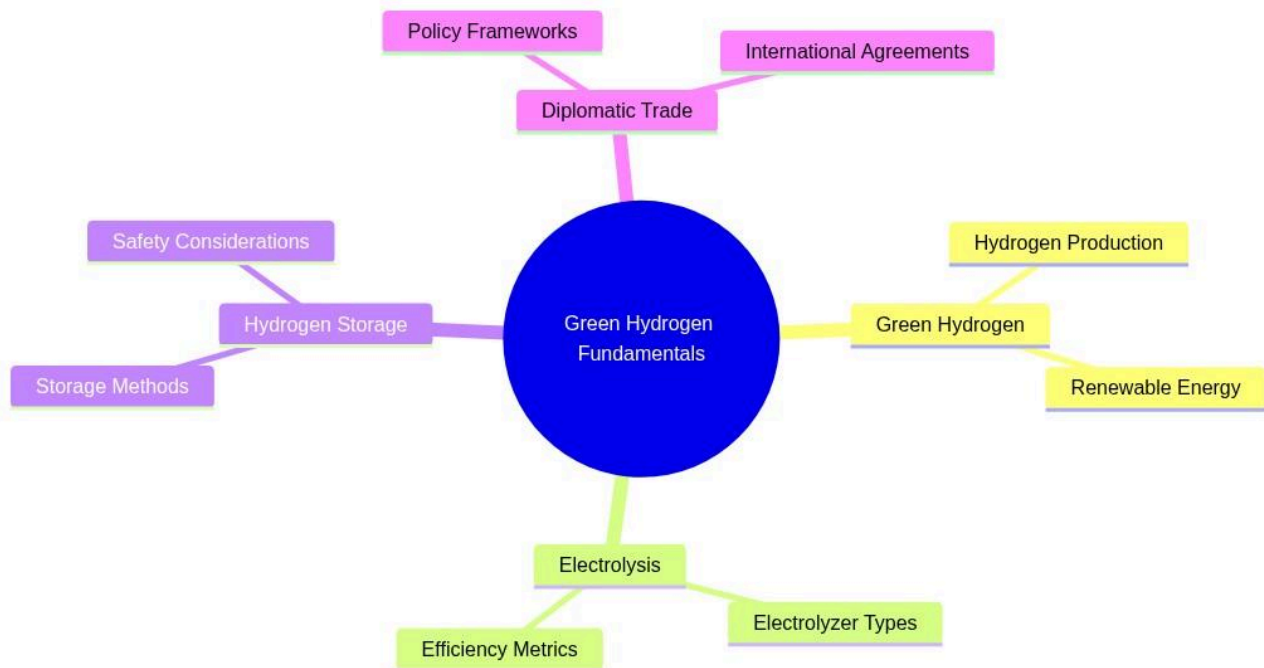 Policy Frameworks
International Agreements
Diplomatic Trade
Safety Considerations
Hydrogen Production
Hydrogen Storage
Green Hydrogen
Fundamentals
Green Hydrogen
Storage Methods
Renewable Energy
Electrolysis
Electrolyzer Types
Efficiency Metrics